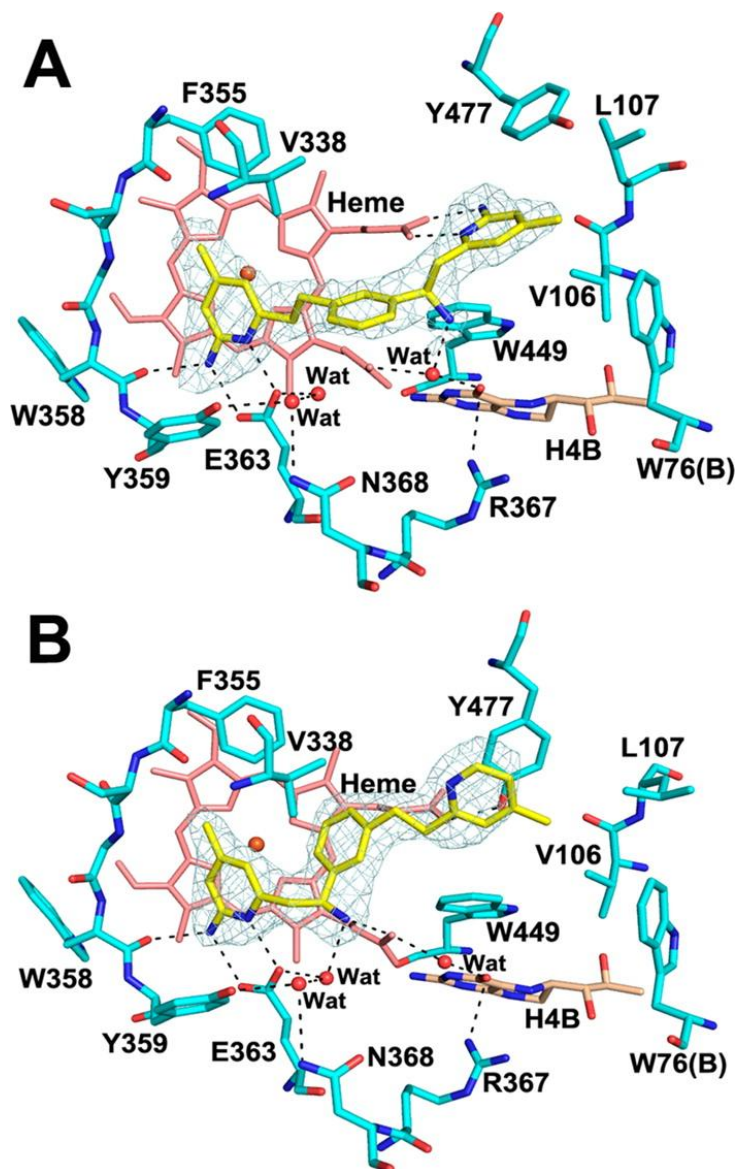 A
F355
V338
Y477
L107
Heme
V106
W449
Wat
Wat
Wat
W358
Y359
E363
N368
R367
H4B
W76(B)
B
F355
V338
Y477
L107
Heme
V106
W449
Wat
Wat
Wat
W358
Y359
E363
N368
R367
H4B
W76(B)